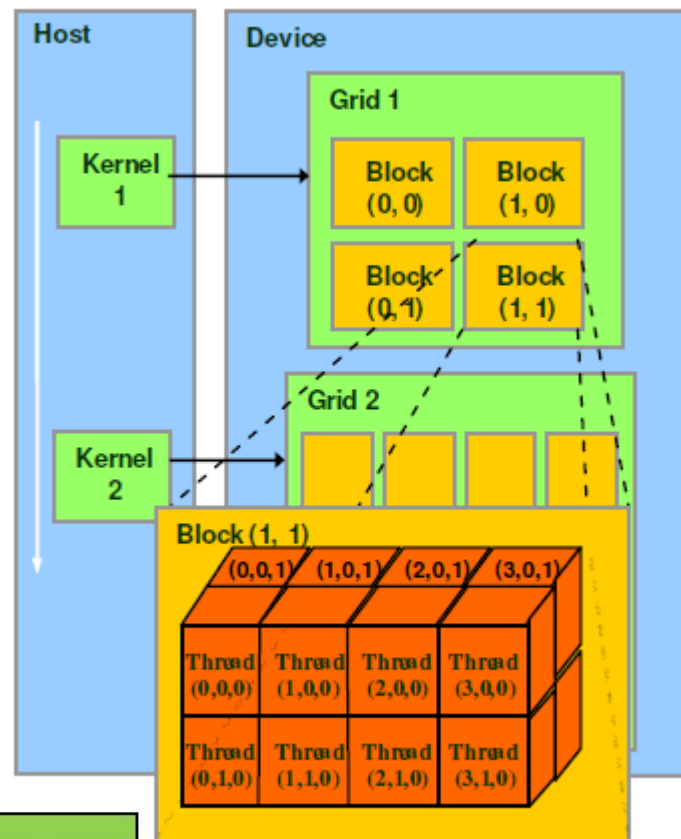 Host
Device
Grid 1
Kernel
1
Block
(0, 0)
Block
(1, 0)
Block
(0, 1)
Block
(1, 1)
Grid 2
Kernel
2
Block (1, 1)
(0,0,1)
(1,0,1)
(2,0,1)
(3,0,1)
Thread
(0,0,0)
Thread
(1,0,0)
Thread
(2,0,0)
Thread
(3,0,0)
Thread
(0,1,0)
Thread
(1,1,0)
Thread
(2,1,0)
Thread
(3,1,0)